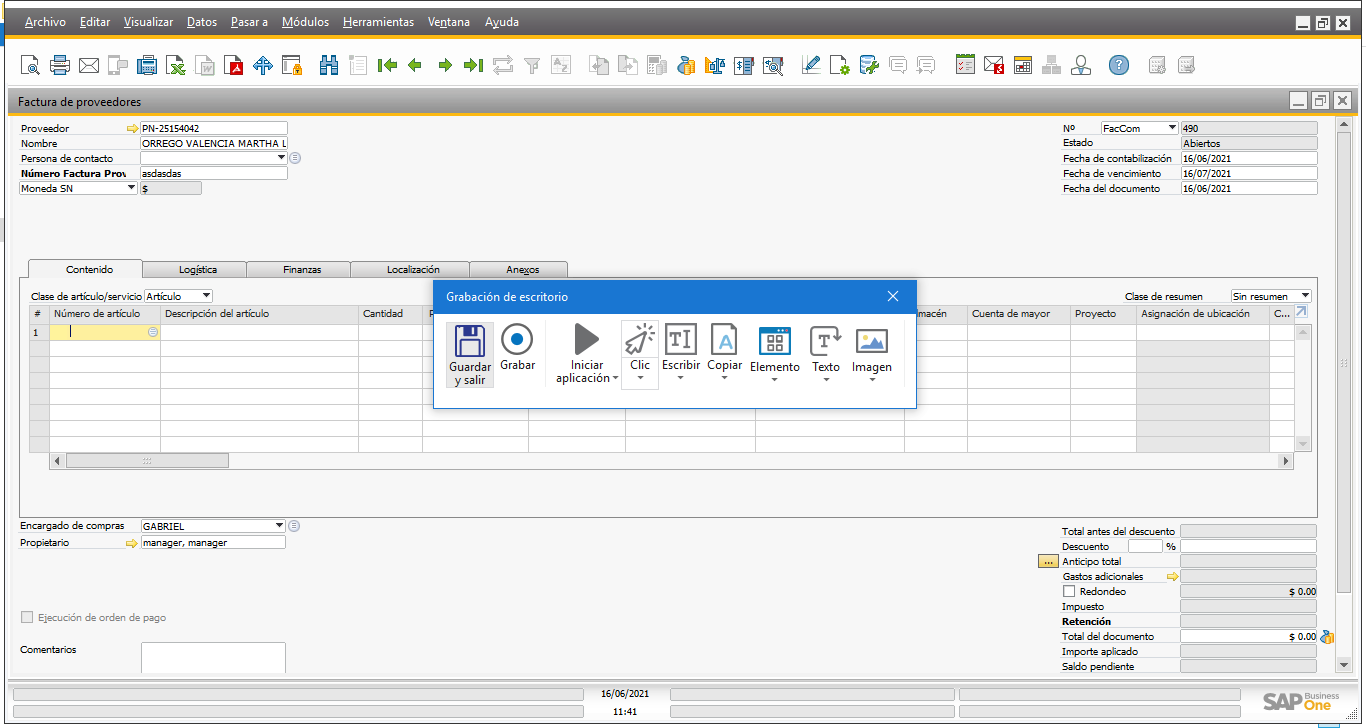 Archivo Editar Visualizar Datos Pasar a Módulos Herramientas Ventana Ayuda
Factura de proveedores
Proveedor PN-25154042
Nombre ORREGO VALENCIA MARTHA L
Persona de contacto
Número Factura Prov asdasdas
Moneda SN $
Nº FacCom 490
Estado Abiertos
Fecha de contabilización 16/06/2021
Fecha de vencimiento 16/07/2021
Fecha del documento 16/06/2021
Contenido Logística Finanzas Localización Anexos
Clase de artículo/servicio Artículo
Clase de resumen Sin resumen
# Número de artículo Descripción del artículo Cantidad macén Cuenta de mayor Proyecto Asignación de ubicación C...
1
Grabación de escritorio
Guardar y salir
Grabar
Iniciar aplicación
Clic
Escribir
Copiar
Elemento
Texto
Imagen
Encargado de compras GABRIEL
Propietario manager, manager
Ejecución de orden de pago
Comentarios
Total antes del descuento
Descuento %
... Anticipo total
Gastos adicionales
Redondeo $ 0.00
Impuesto
Retención
Total del documento $ 0.00
Importe aplicado
Saldo pendiente
16/06/2021
11:41
SAP Business One